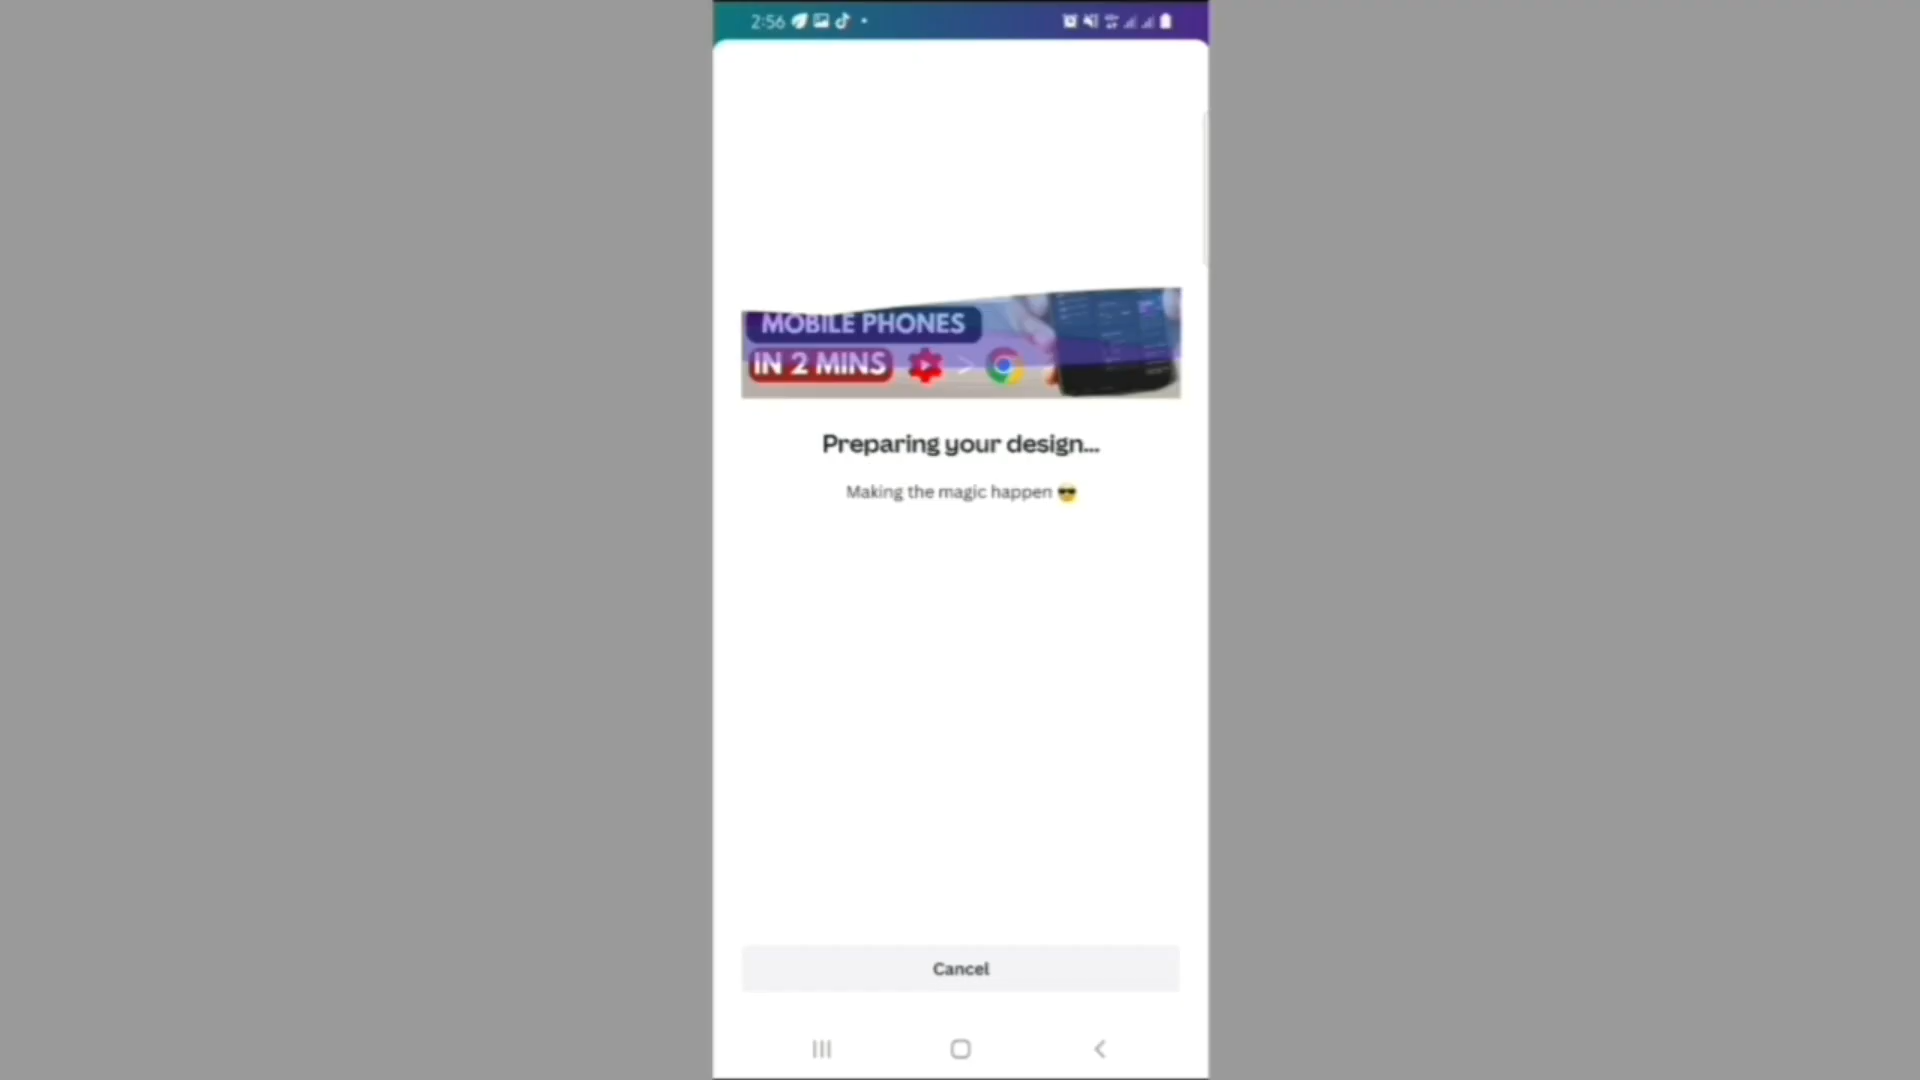 2:56
MOBILE PHONES
IN 2 MINS >
Preparing your design...
Making the magic happen 😎
Cancel